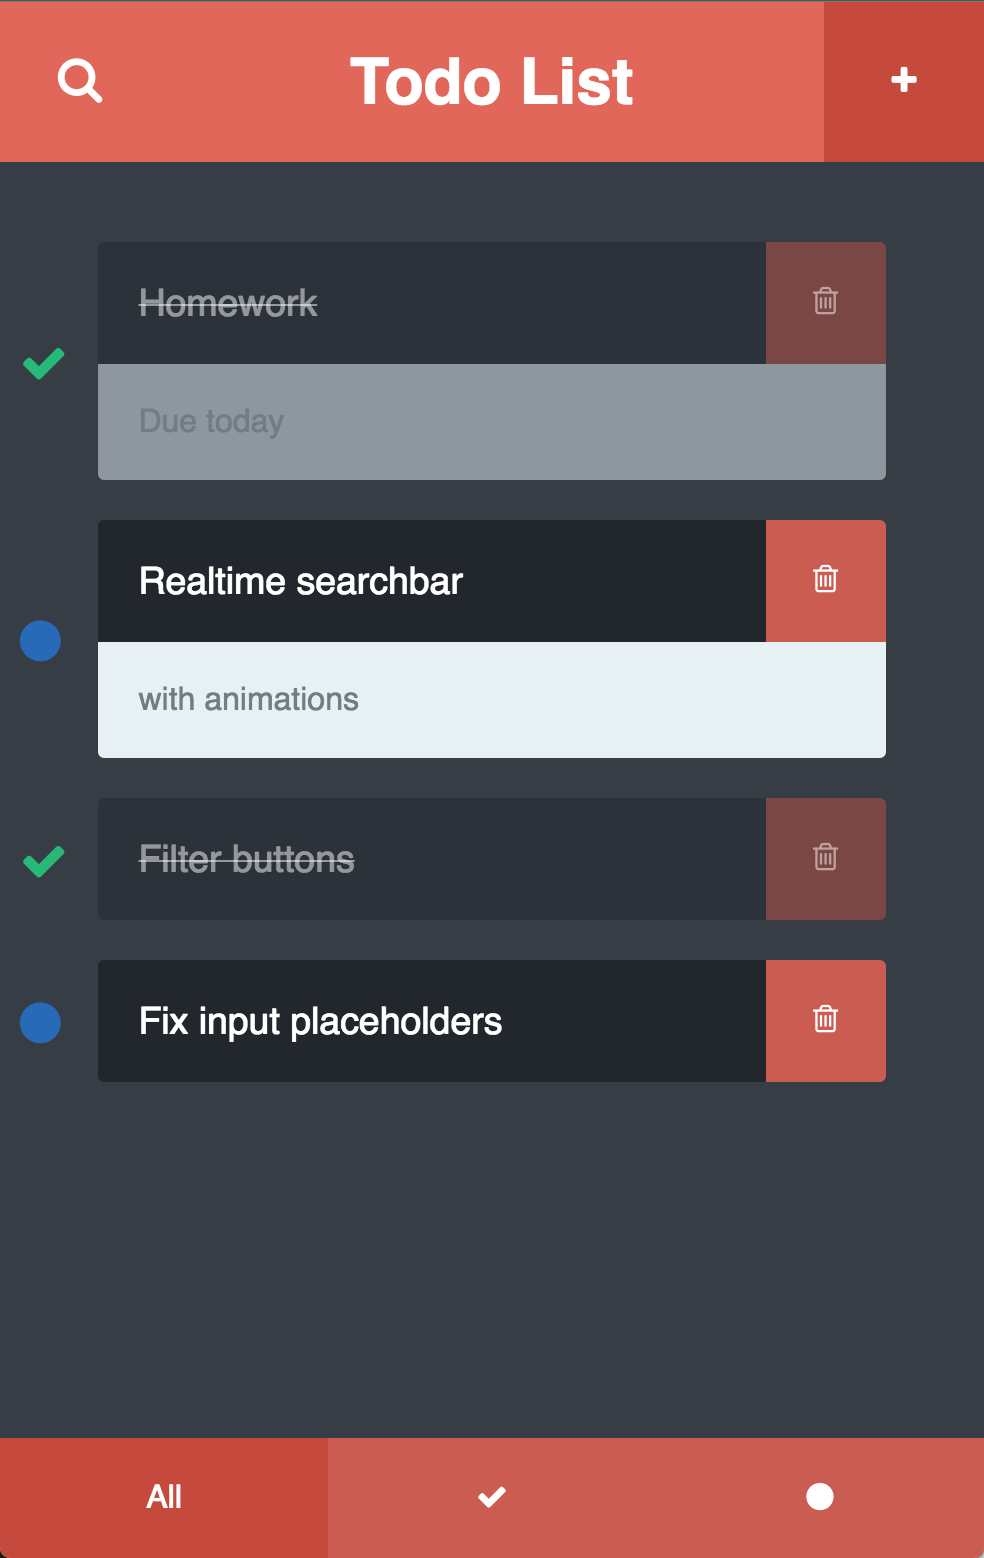 Todo List
Homework
Due today
Realtime searchbar
with animations
Filter buttons
Fix input placeholders
All